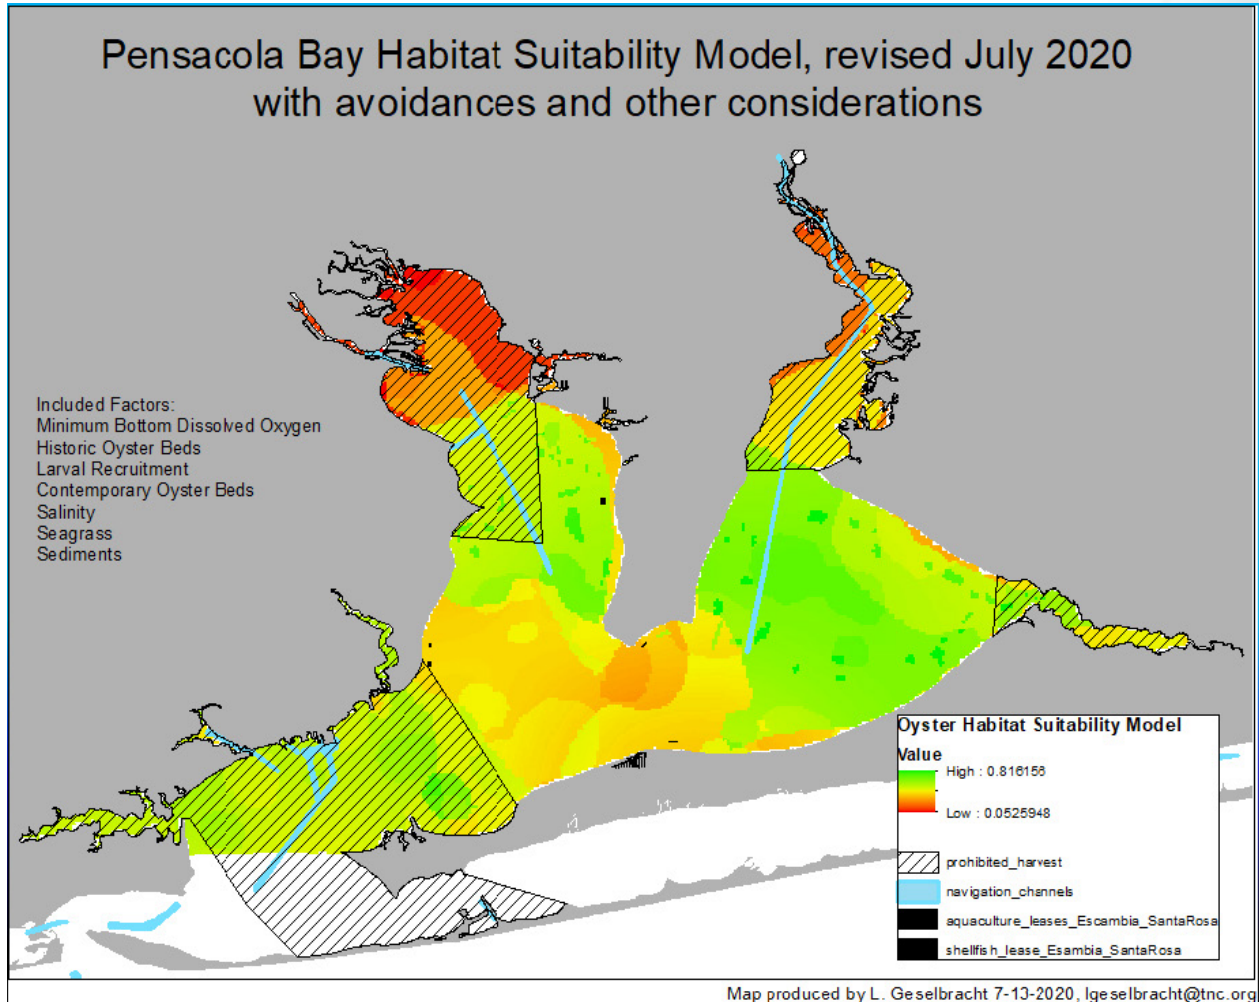 Pensacola Bay Habitat Suitability Model, revised July 2020
with avoidances and other considerations
Included Factors:
Minimum Bottom Dissolved Oxygen
Historic Oyster Beds
Larval Recruitment
Contemporary Oyster Beds
Salinity
Seagrass
Sediments
Oyster Habitat Suitability Model
Value
High : 0.816156
Low : 0.0525948
prohibited_harvest
navigation_channels
aquaculture_leases_Escambia_SantaRosa
shellfish_lease_Esambia_SantaRosa
Map produced by L. Geselbracht 7-13-2020, lgeselbracht@tnc.org